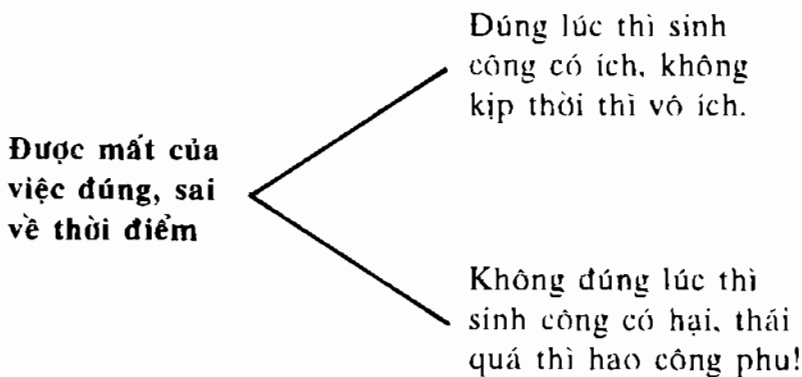 Đúng lúc thì sinh
công có ích, không
kịp thời thì vô ích.
Được mất của
việc đúng, sai
về thời điểm
Không đúng lúc thì
sinh công có hại, thái
quá thì hao công phu!